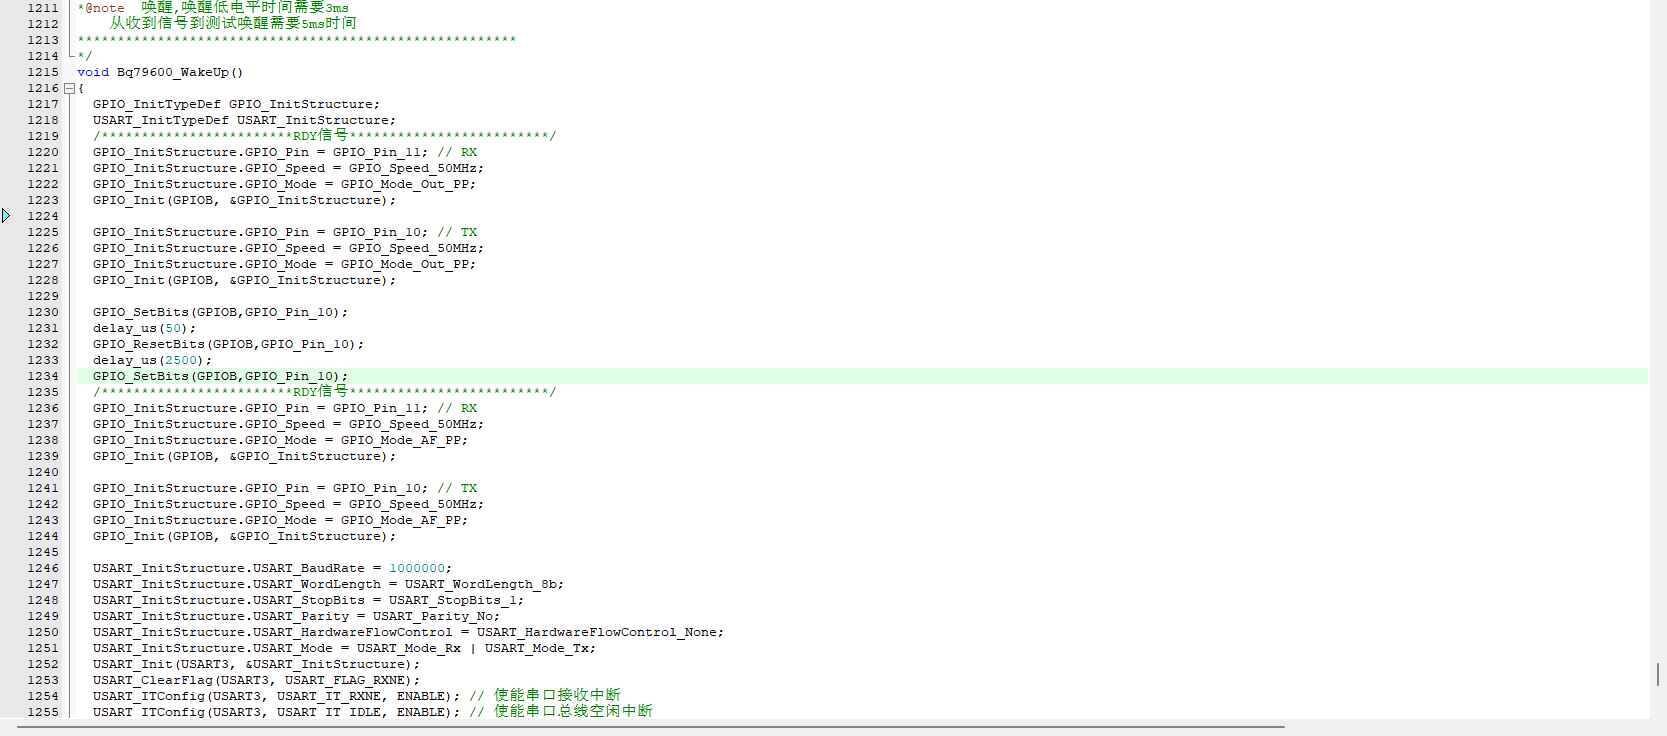 1211 *@note  唤醒,唤醒低电平时间需要3ms
1212     从收到信号到测试唤醒需要5ms时间
1213 *******************************************************
1214 */
1215 void Bq79600_WakeUp()
1216 {
1217   GPIO_InitTypeDef GPIO_InitStructure;
1218   USART_InitTypeDef USART_InitStructure;
1219   /************************RDY信号*************************/
1220   GPIO_InitStructure.GPIO_Pin = GPIO_Pin_11; // RX
1221   GPIO_InitStructure.GPIO_Speed = GPIO_Speed_50MHz;
1222   GPIO_InitStructure.GPIO_Mode = GPIO_Mode_Out_PP;
1223   GPIO_Init(GPIOB, &GPIO_InitStructure);
1224
1225   GPIO_InitStructure.GPIO_Pin = GPIO_Pin_10; // TX
1226   GPIO_InitStructure.GPIO_Speed = GPIO_Speed_50MHz;
1227   GPIO_InitStructure.GPIO_Mode = GPIO_Mode_Out_PP;
1228   GPIO_Init(GPIOB, &GPIO_InitStructure);
1229
1230   GPIO_SetBits(GPIOB,GPIO_Pin_10);
1231   delay_us(50);
1232   GPIO_ResetBits(GPIOB,GPIO_Pin_10);
1233   delay_us(2500);
1234   GPIO_SetBits(GPIOB,GPIO_Pin_10);
1235   /************************RDY信号*************************/
1236   GPIO_InitStructure.GPIO_Pin = GPIO_Pin_11; // RX
1237   GPIO_InitStructure.GPIO_Speed = GPIO_Speed_50MHz;
1238   GPIO_InitStructure.GPIO_Mode = GPIO_Mode_AF_PP;
1239   GPIO_Init(GPIOB, &GPIO_InitStructure);
1240
1241   GPIO_InitStructure.GPIO_Pin = GPIO_Pin_10; // TX
1242   GPIO_InitStructure.GPIO_Speed = GPIO_Speed_50MHz;
1243   GPIO_InitStructure.GPIO_Mode = GPIO_Mode_AF_PP;
1244   GPIO_Init(GPIOB, &GPIO_InitStructure);
1245
1246   USART_InitStructure.USART_BaudRate = 1000000;
1247   USART_InitStructure.USART_WordLength = USART_WordLength_8b;
1248   USART_InitStructure.USART_StopBits = USART_StopBits_1;
1249   USART_InitStructure.USART_Parity = USART_Parity_No;
1250   USART_InitStructure.USART_HardwareFlowControl = USART_HardwareFlowControl_None;
1251   USART_InitStructure.USART_Mode = USART_Mode_Rx | USART_Mode_Tx;
1252   USART_Init(USART3, &USART_InitStructure);
1253   USART_ClearFlag(USART3, USART_FLAG_RXNE);
1254   USART_ITConfig(USART3, USART_IT_RXNE, ENABLE); // 使能串口接收中断
1255   USART_ITConfig(USART3, USART_IT_IDLE, ENABLE); // 使能串口总线空闲中断